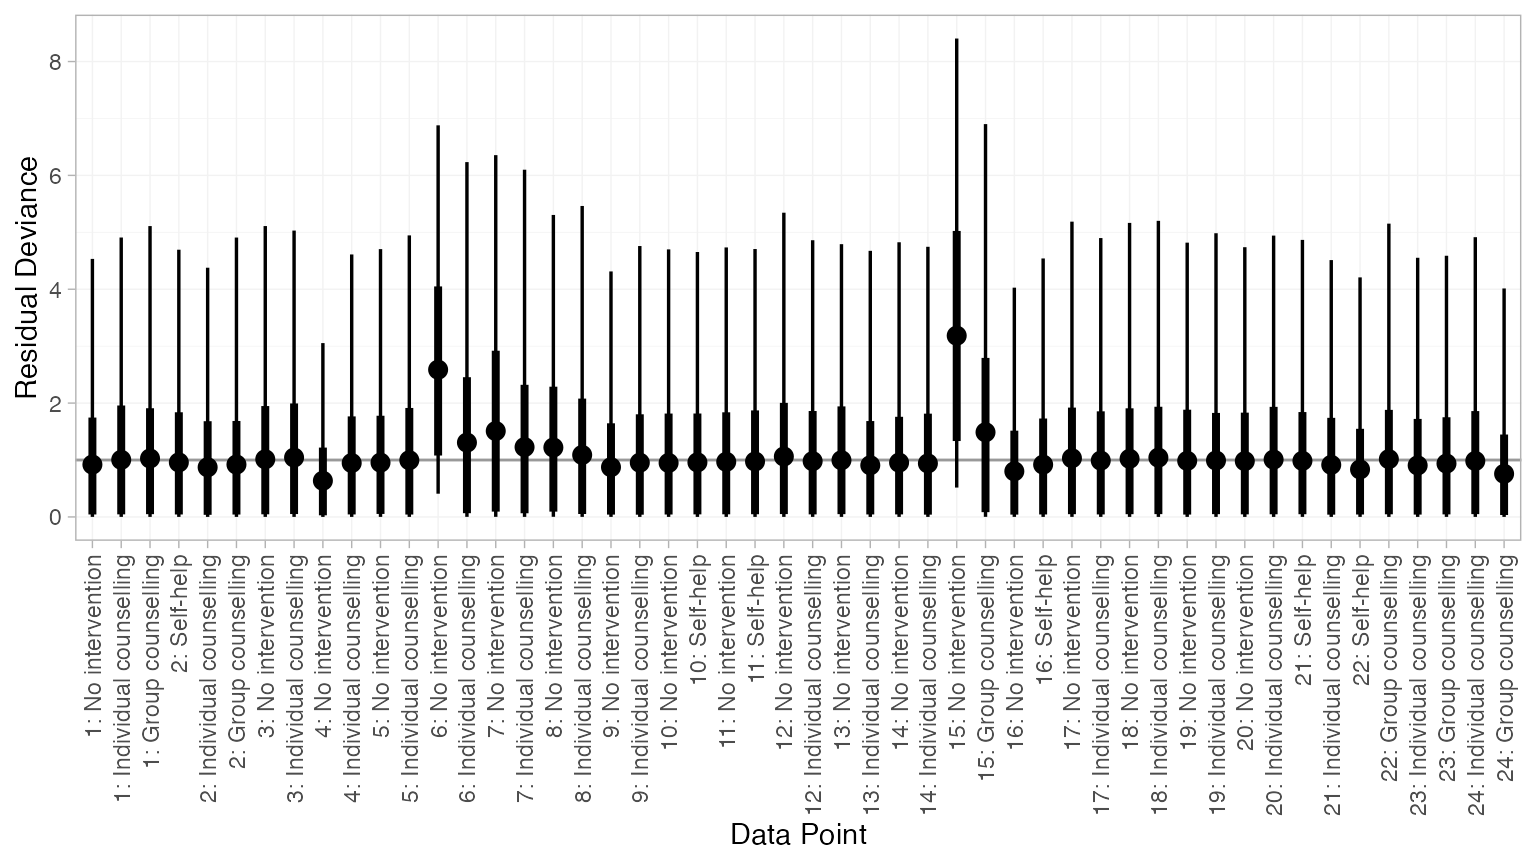 8
6
4
2
0
Residual Deviance
1: No intervention
1: Individual counselling
1: Group counselling
2: Self-help
2: Individual counselling
2: Group counselling
3: No intervention
3: Individual counselling
4: No intervention
4: Individual counselling
5: No intervention
5: Individual counselling
6: No intervention
6: Individual counselling
7: No intervention
7: Individual counselling
8: No intervention
8: Individual counselling
9: No intervention
9: Individual counselling
10: No intervention
10: Self-help
11: No intervention
11: Self-help
12: No intervention
12: Individual counselling
13: No intervention
13: Individual counselling
14: No intervention
14: Individual counselling
15: No intervention
15: Group counselling
16: No intervention
16: Self-help
17: No intervention
17: Individual counselling
18: No intervention
18: Individual counselling
19: No intervention
19: Individual counselling
20: No intervention
20: Individual counselling
21: Self-help
21: Individual counselling
22: Self-help
22: Group counselling
23: Individual counselling
23: Group counselling
24: Individual counselling
24: Group counselling
Data Point